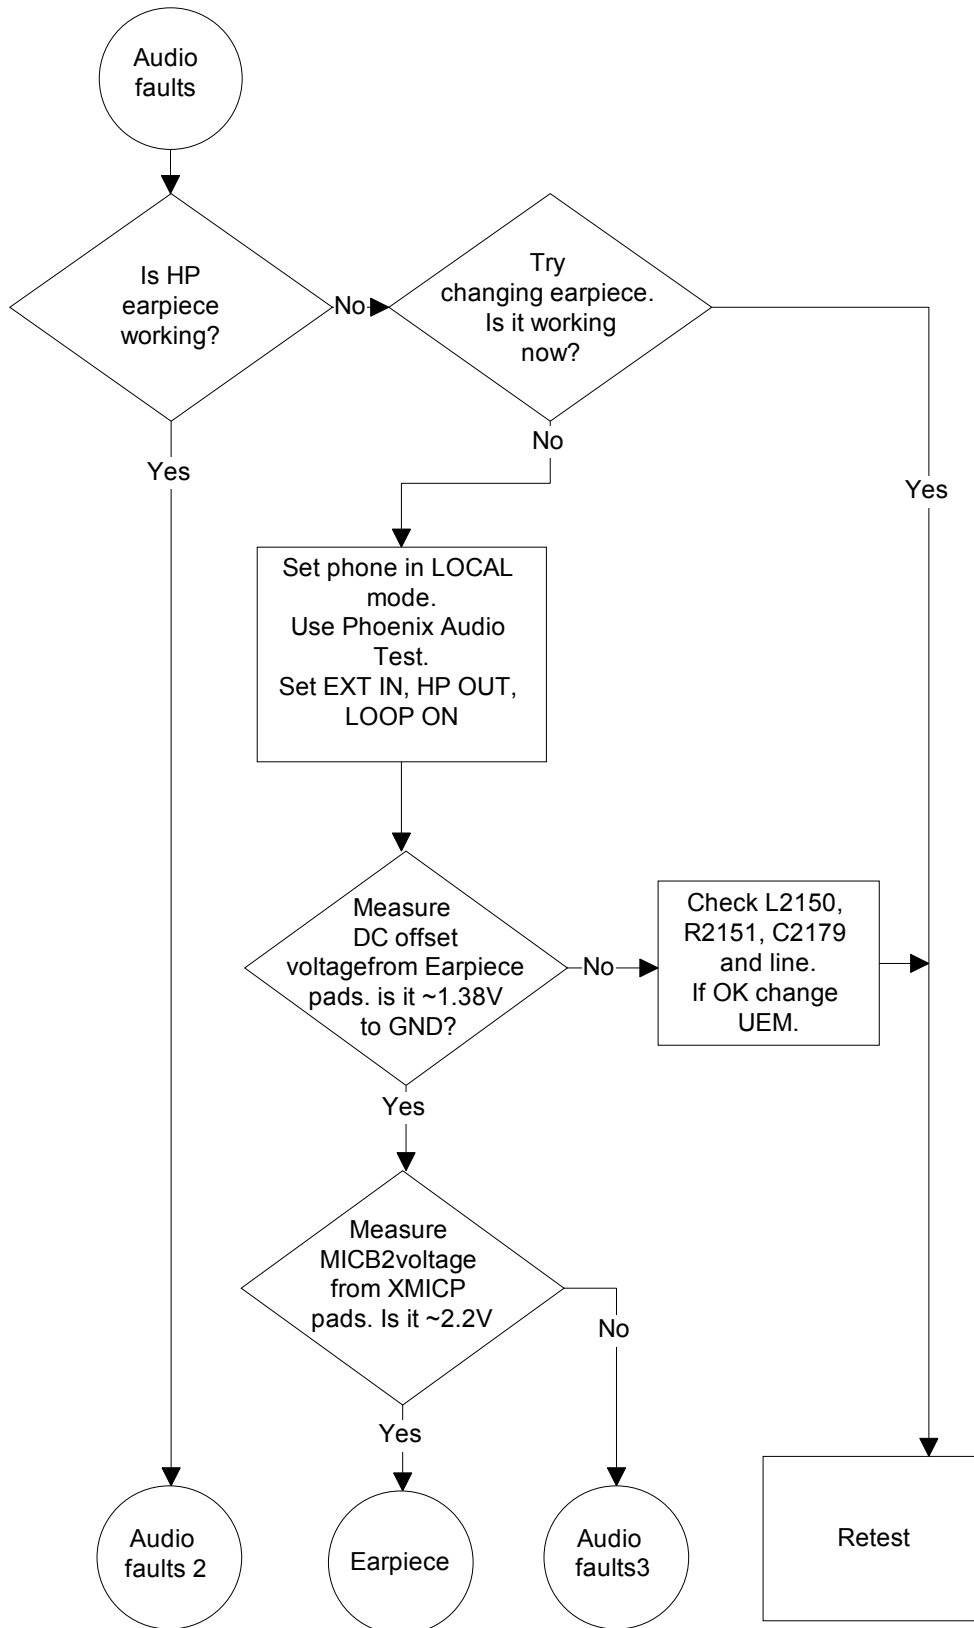 Audio
faults
Is HP
earpiece
working?
No
Try
changing earpiece.
Is it working
now?
No
Yes
Yes
Set phone in LOCAL
mode.
Use Phoenix Audio
Test.
Set EXT IN, HP OUT,
LOOP ON
Measure
DC offset
voltagefrom Earpiece
pads. is it ~1.38V
to GND?
No
Check L2150,
R2151, C2179
and line.
If OK change
UEM.
Yes
Measure
MICB2voltage
from XMICP
pads. Is it ~2.2V
No
Yes
Audio
faults 2
Earpiece
Audio
faults3
Retest